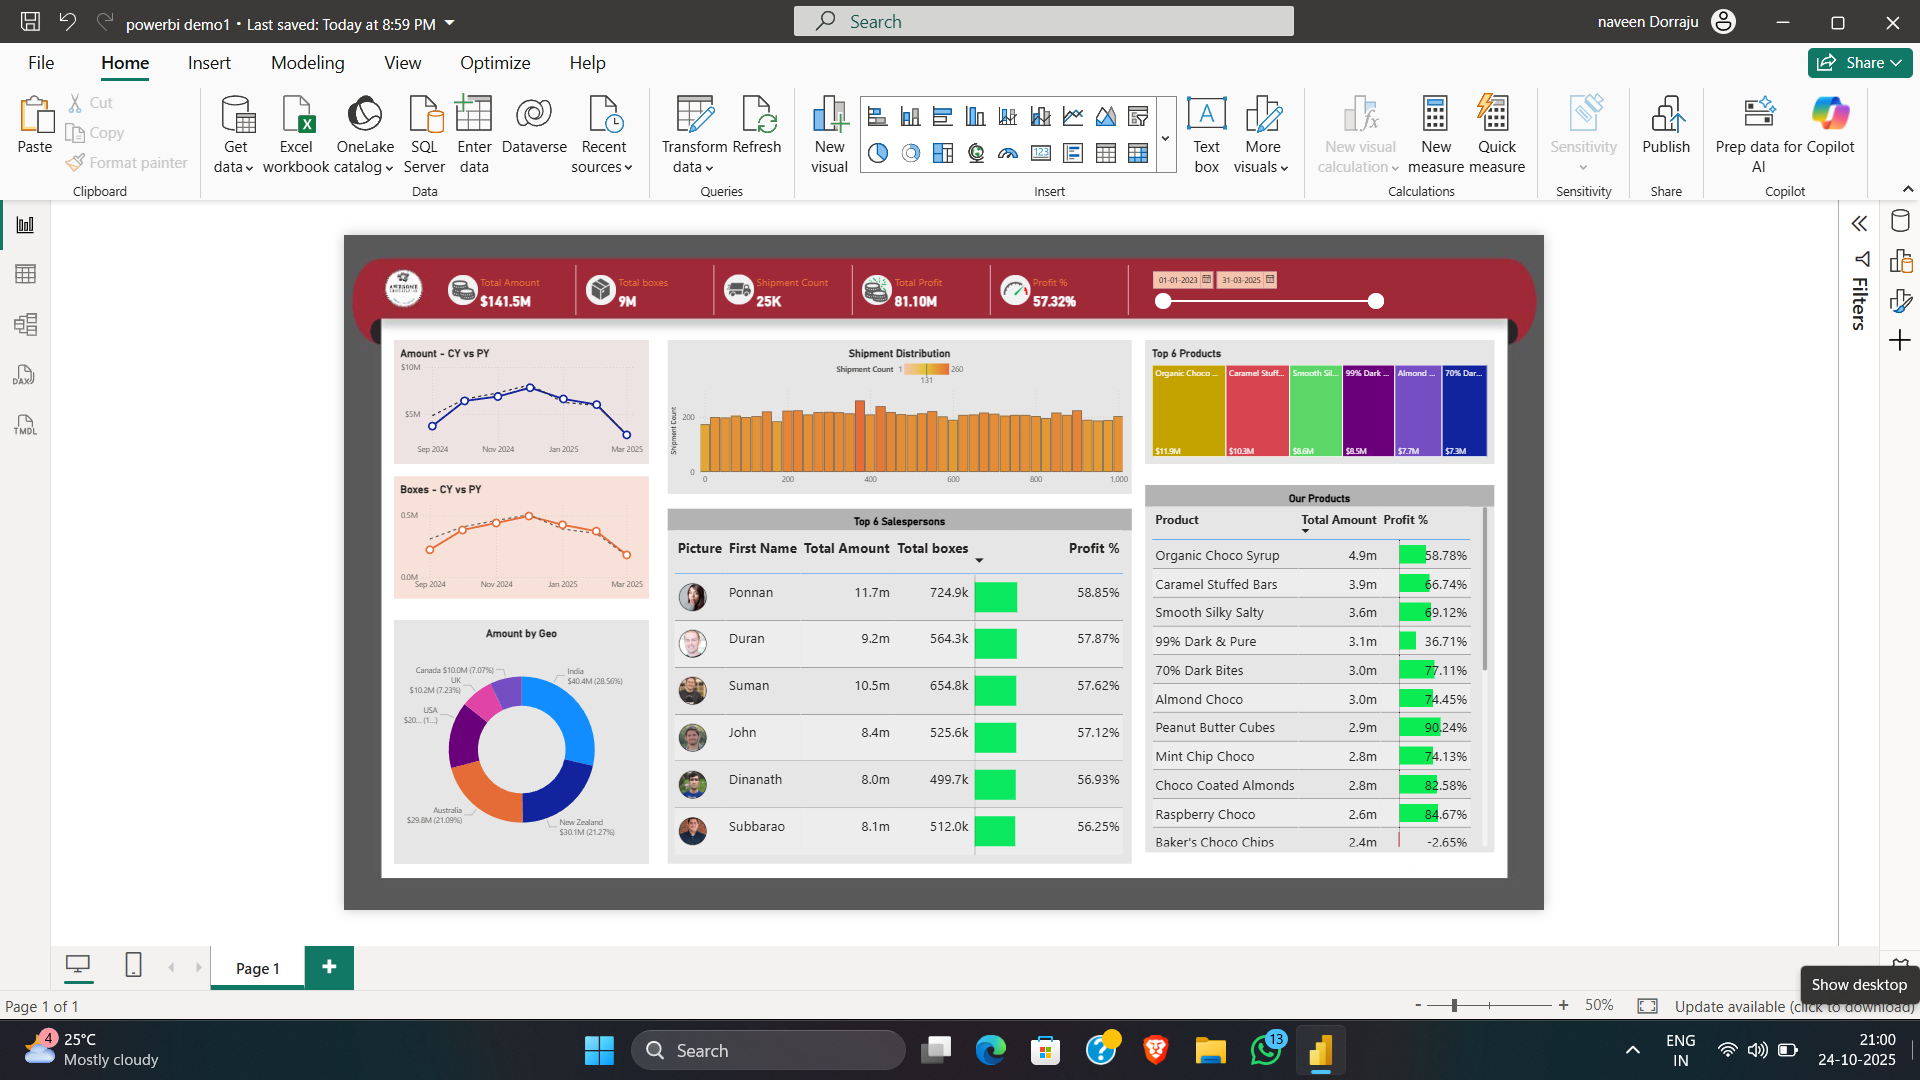 powerbi demo1 • Last saved: Today at 8:59 PM
Search
naveen Dorraju
File
Home
Insert
Modeling
View
Optimize
Help
Share
Paste
Cut
Copy
Format painter
Clipboard
Get data
Excel workbook
OneLake catalog
SQL Server
Enter data
Dataverse
Recent sources
Data
Transform data
Refresh
Queries
New visual
Text box
More visuals
Insert
New visual calculation
New measure
Quick measure
Calculations
Sensitivity
Sensitivity
Publish
Share
Prep data for AI
Copilot
Copilot
Filters
DAX
TMDL
AWESOME
Total Amount
$141.5M
Total boxes
9M
Shipment Count
25K
Total Profit
81.10M
Profit %
57.32%
01-01-2023
31-03-2025
Amount - CY vs PY
$10M
$5M
Sep 2024
Nov 2024
Jan 2025
Mar 2025
Boxes - CY vs PY
0.5M
0.0M
Sep 2024
Nov 2024
Jan 2025
Mar 2025
Amount by Geo
Canada $10.0M (7.07%)
UK
$10.2M (7.23%)
USA
$20... (1...)
Australia
$29.8M (21.09%)
India
$40.4M (28.56%)
New Zealand
$30.1M (21.27%)
Shipment Distribution
Shipment Count 1 260
131
Shipment Count
200
0
0 200 400 600 800 1,000
Top 6 Salespersons
Picture First Name Total Amount Total boxes Profit %
Ponnan 11.7m 724.9k 58.85%
Duran 9.2m 564.3k 57.87%
Suman 10.5m 654.8k 57.62%
John 8.4m 525.6k 57.12%
Dinanath 8.0m 499.7k 56.93%
Subbarao 8.1m 512.0k 56.25%
Top 6 Products
Organic Choco ... Caramel Stuff... Smooth Sil... 99% Dark ... Almond ... 70% Dar...
$11.9M $10.3M $8.6M $8.5M $7.7M $7.3M
Our Products
Product Total Amount Profit %
Organic Choco Syrup 4.9m 58.78%
Caramel Stuffed Bars 3.9m 66.74%
Smooth Silky Salty 3.6m 69.12%
99% Dark & Pure 3.1m 36.71%
70% Dark Bites 3.0m 77.11%
Almond Choco 3.0m 74.45%
Peanut Butter Cubes 2.9m 90.24%
Mint Chip Choco 2.8m 74.13%
Choco Coated Almonds 2.8m 82.58%
Raspberry Choco 2.6m 84.67%
Baker's Choco Chips 2.4m -2.65%
Page 1
Show desktop
Page 1 of 1
- + 50%
Update available (click to download)
4
25°C
Mostly cloudy
Search
13
ENG
IN
21:00
24-10-2025